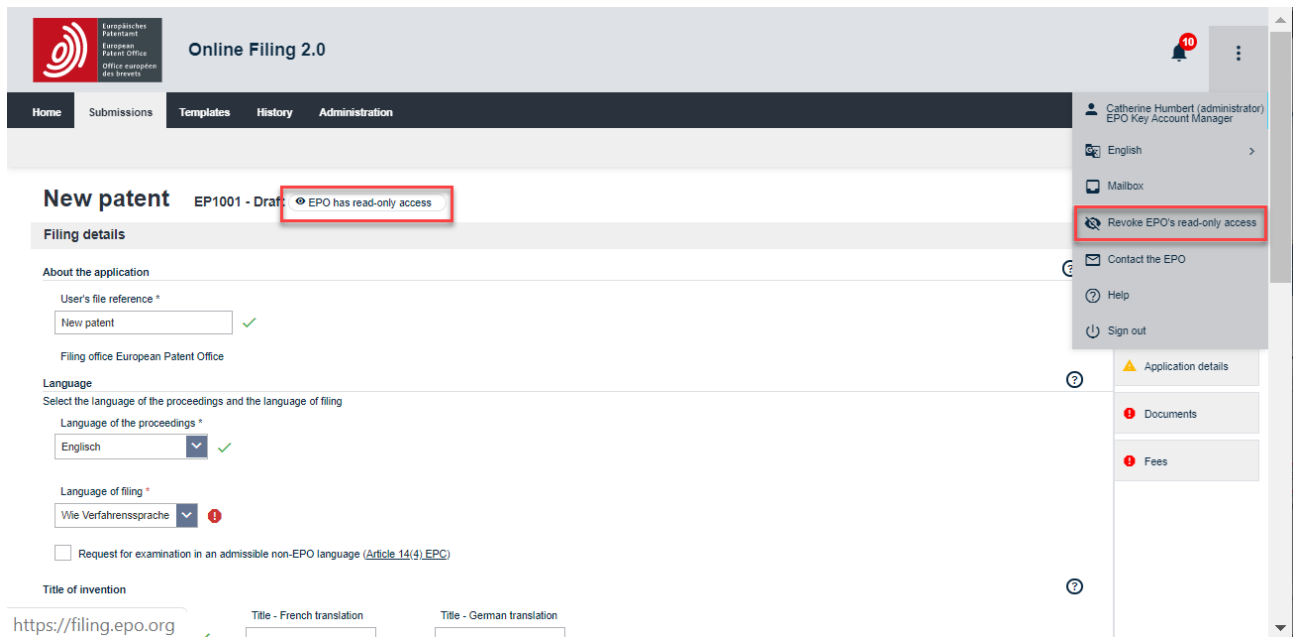 Europäisches
Patentamt
European
Patent Office
Office européen
des brevets
Online Filing 2.0
10
Home Submissions Templates History Administration
Catherine Humbert (administrator)
EPO Key Account Manager
English
Mailbox
Revoke EPO's read-only access
Contact the EPO
Help
Sign out
New patent EP1001 - Draft EPO has read-only access
Filing details
About the application
User's file reference *
New patent
Filing office European Patent Office
Language
Select the language of the proceedings and the language of filing
Language of the proceedings *
Englisch
Language of filing *
Wie Verfahrenssprache
Request for examination in an admissible non-EPO language (Article 14(4) EPC)
Title of invention
Title - French translation Title - German translation
Application details
Documents
Fees
https://filing.epo.org